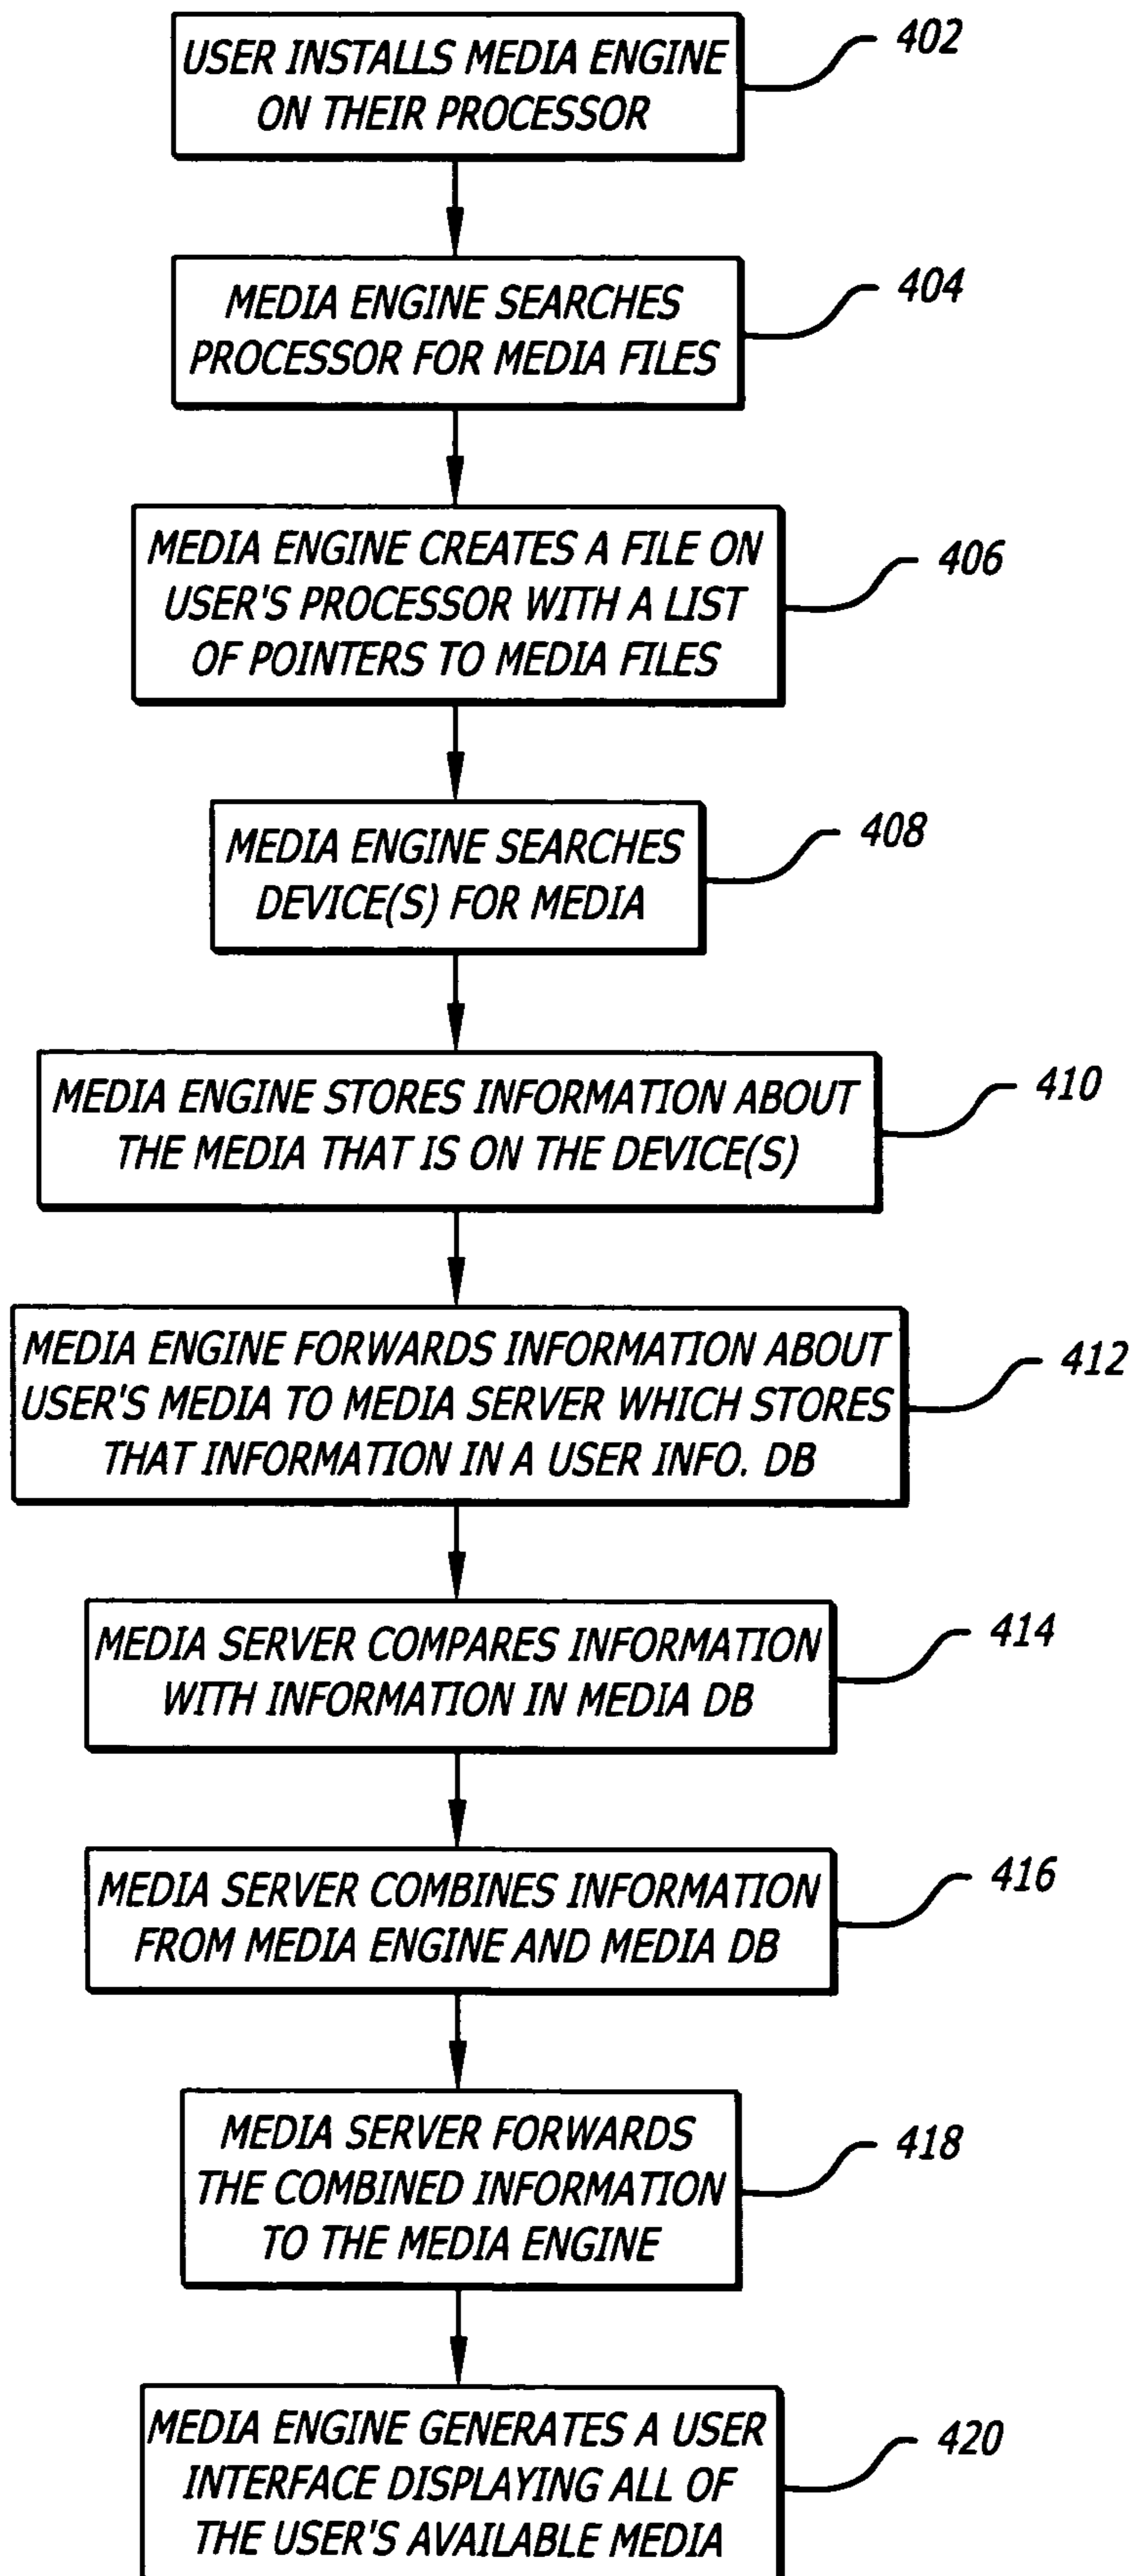 USER INSTALLS MEDIA ENGINE
ON THEIR PROCESSOR
402
MEDIA ENGINE SEARCHES
PROCESSOR FOR MEDIA FILES
404
MEDIA ENGINE CREATES A FILE ON
USER'S PROCESSOR WITH A LIST
OF POINTERS TO MEDIA FILES
406
MEDIA ENGINE SEARCHES
DEVICE(S) FOR MEDIA
408
MEDIA ENGINE STORES INFORMATION ABOUT
THE MEDIA THAT IS ON THE DEVICE(S)
410
MEDIA ENGINE FORWARDS INFORMATION ABOUT
USER'S MEDIA TO MEDIA SERVER WHICH STORES
THAT INFORMATION IN A USER INFO. DB
412
MEDIA SERVER COMPARES INFORMATION
WITH INFORMATION IN MEDIA DB
414
MEDIA SERVER COMBINES INFORMATION
FROM MEDIA ENGINE AND MEDIA DB
416
MEDIA SERVER FORWARDS
THE COMBINED INFORMATION
TO THE MEDIA ENGINE
418
MEDIA ENGINE GENERATES A USER
INTERFACE DISPLAYING ALL OF
THE USER'S AVAILABLE MEDIA
420